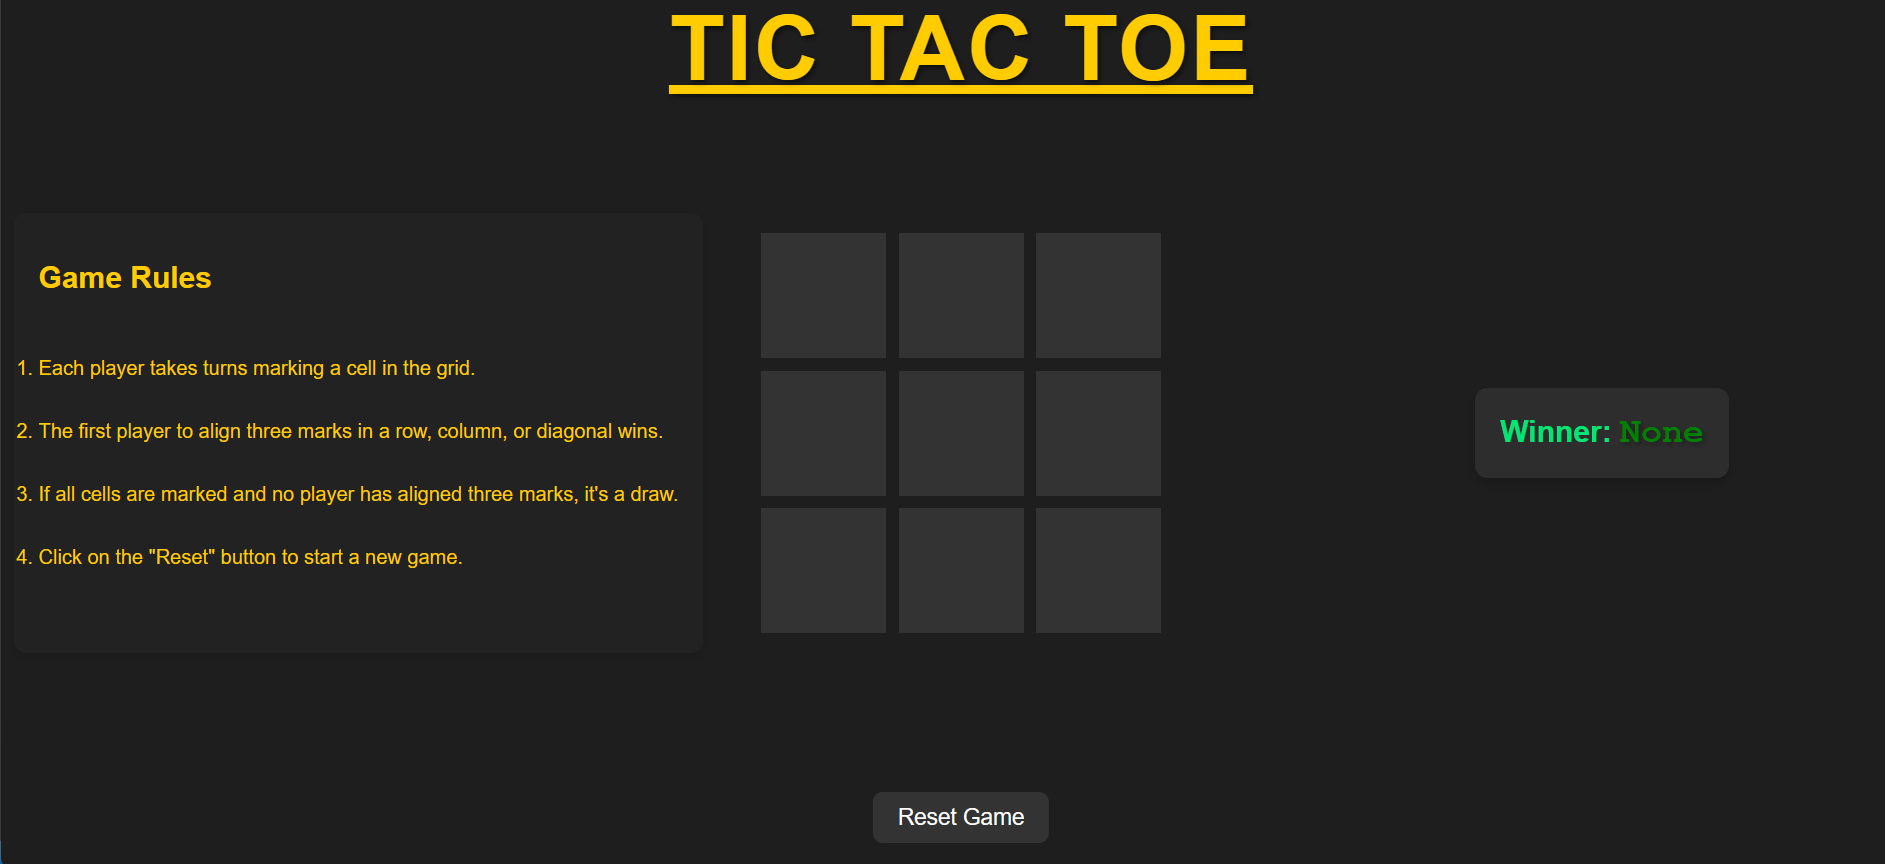 TIC TAC TOE
Game Rules
1. Each player takes turns marking a cell in the grid.
2. The first player to align three marks in a row, column, or diagonal wins.
3. If all cells are marked and no player has aligned three marks, it's a draw.
4. Click on the "Reset" button to start a new game.
Winner: None
Reset Game